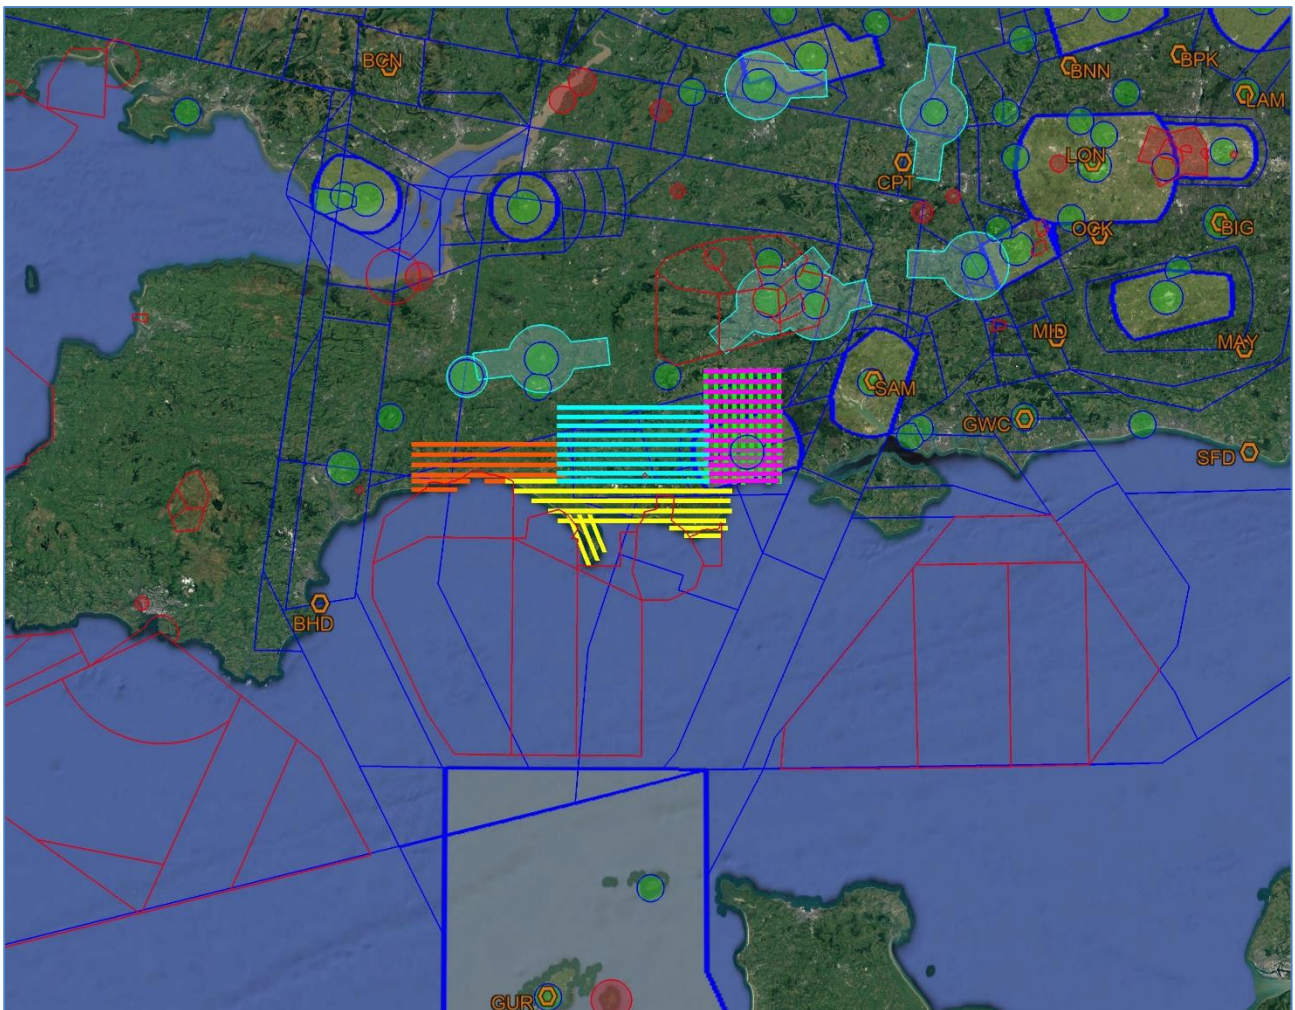 BCN
BNN
BPK
LAM
LON
CPT
OCK
BIG
MID
MAY
SAM
GWC
SFD
BHD
GUR